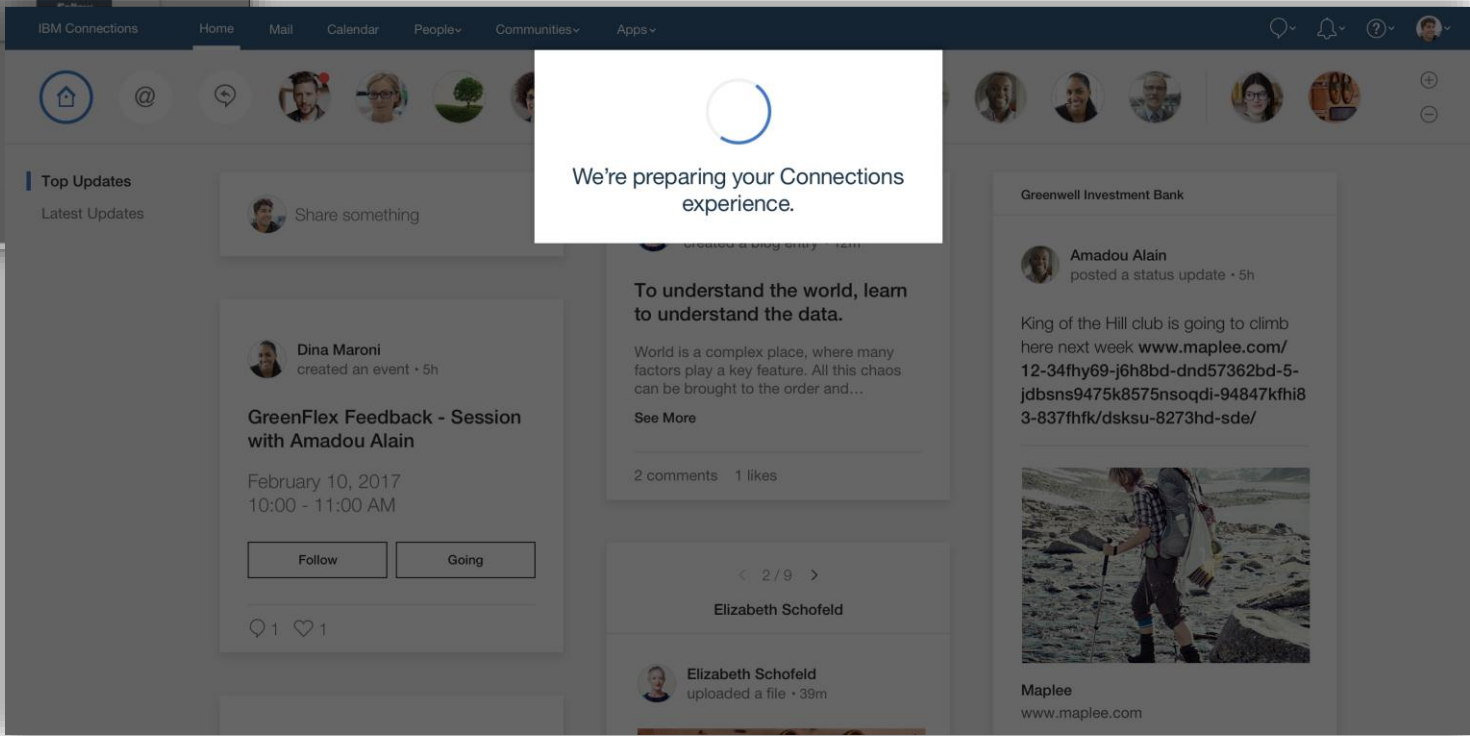 Follow
IBM Connections Home Mail Calendar People Communities Apps
@
We're preparing your Connections
experience.
Top Updates
Latest Updates
Share something
Dina Maroni
created an event • 5h
GreenFlex Feedback - Session
with Amadou Alain
February 10, 2017
10:00 - 11:00 AM
Follow Going
1 1
created a blog entry • 12m
To understand the world, learn
to understand the data.
World is a complex place, where many
factors play a key feature. All this chaos
can be brought to the order and...
See More
2 comments 1 likes
< 2 / 9 >
Elizabeth Schofeld
Elizabeth Schofeld
uploaded a file • 39m
Greenwell Investment Bank
Amadou Alain
posted a status update • 5h
King of the Hill club is going to climb
here next week www.maplee.com/
12-34fhy69-j6h8bd-dnd57362bd-5-
jdbsns9475k8575nsoqdi-94847kfhi8
3-837fhfk/dsksu-8273hd-sde/
Maplee
www.maplee.com